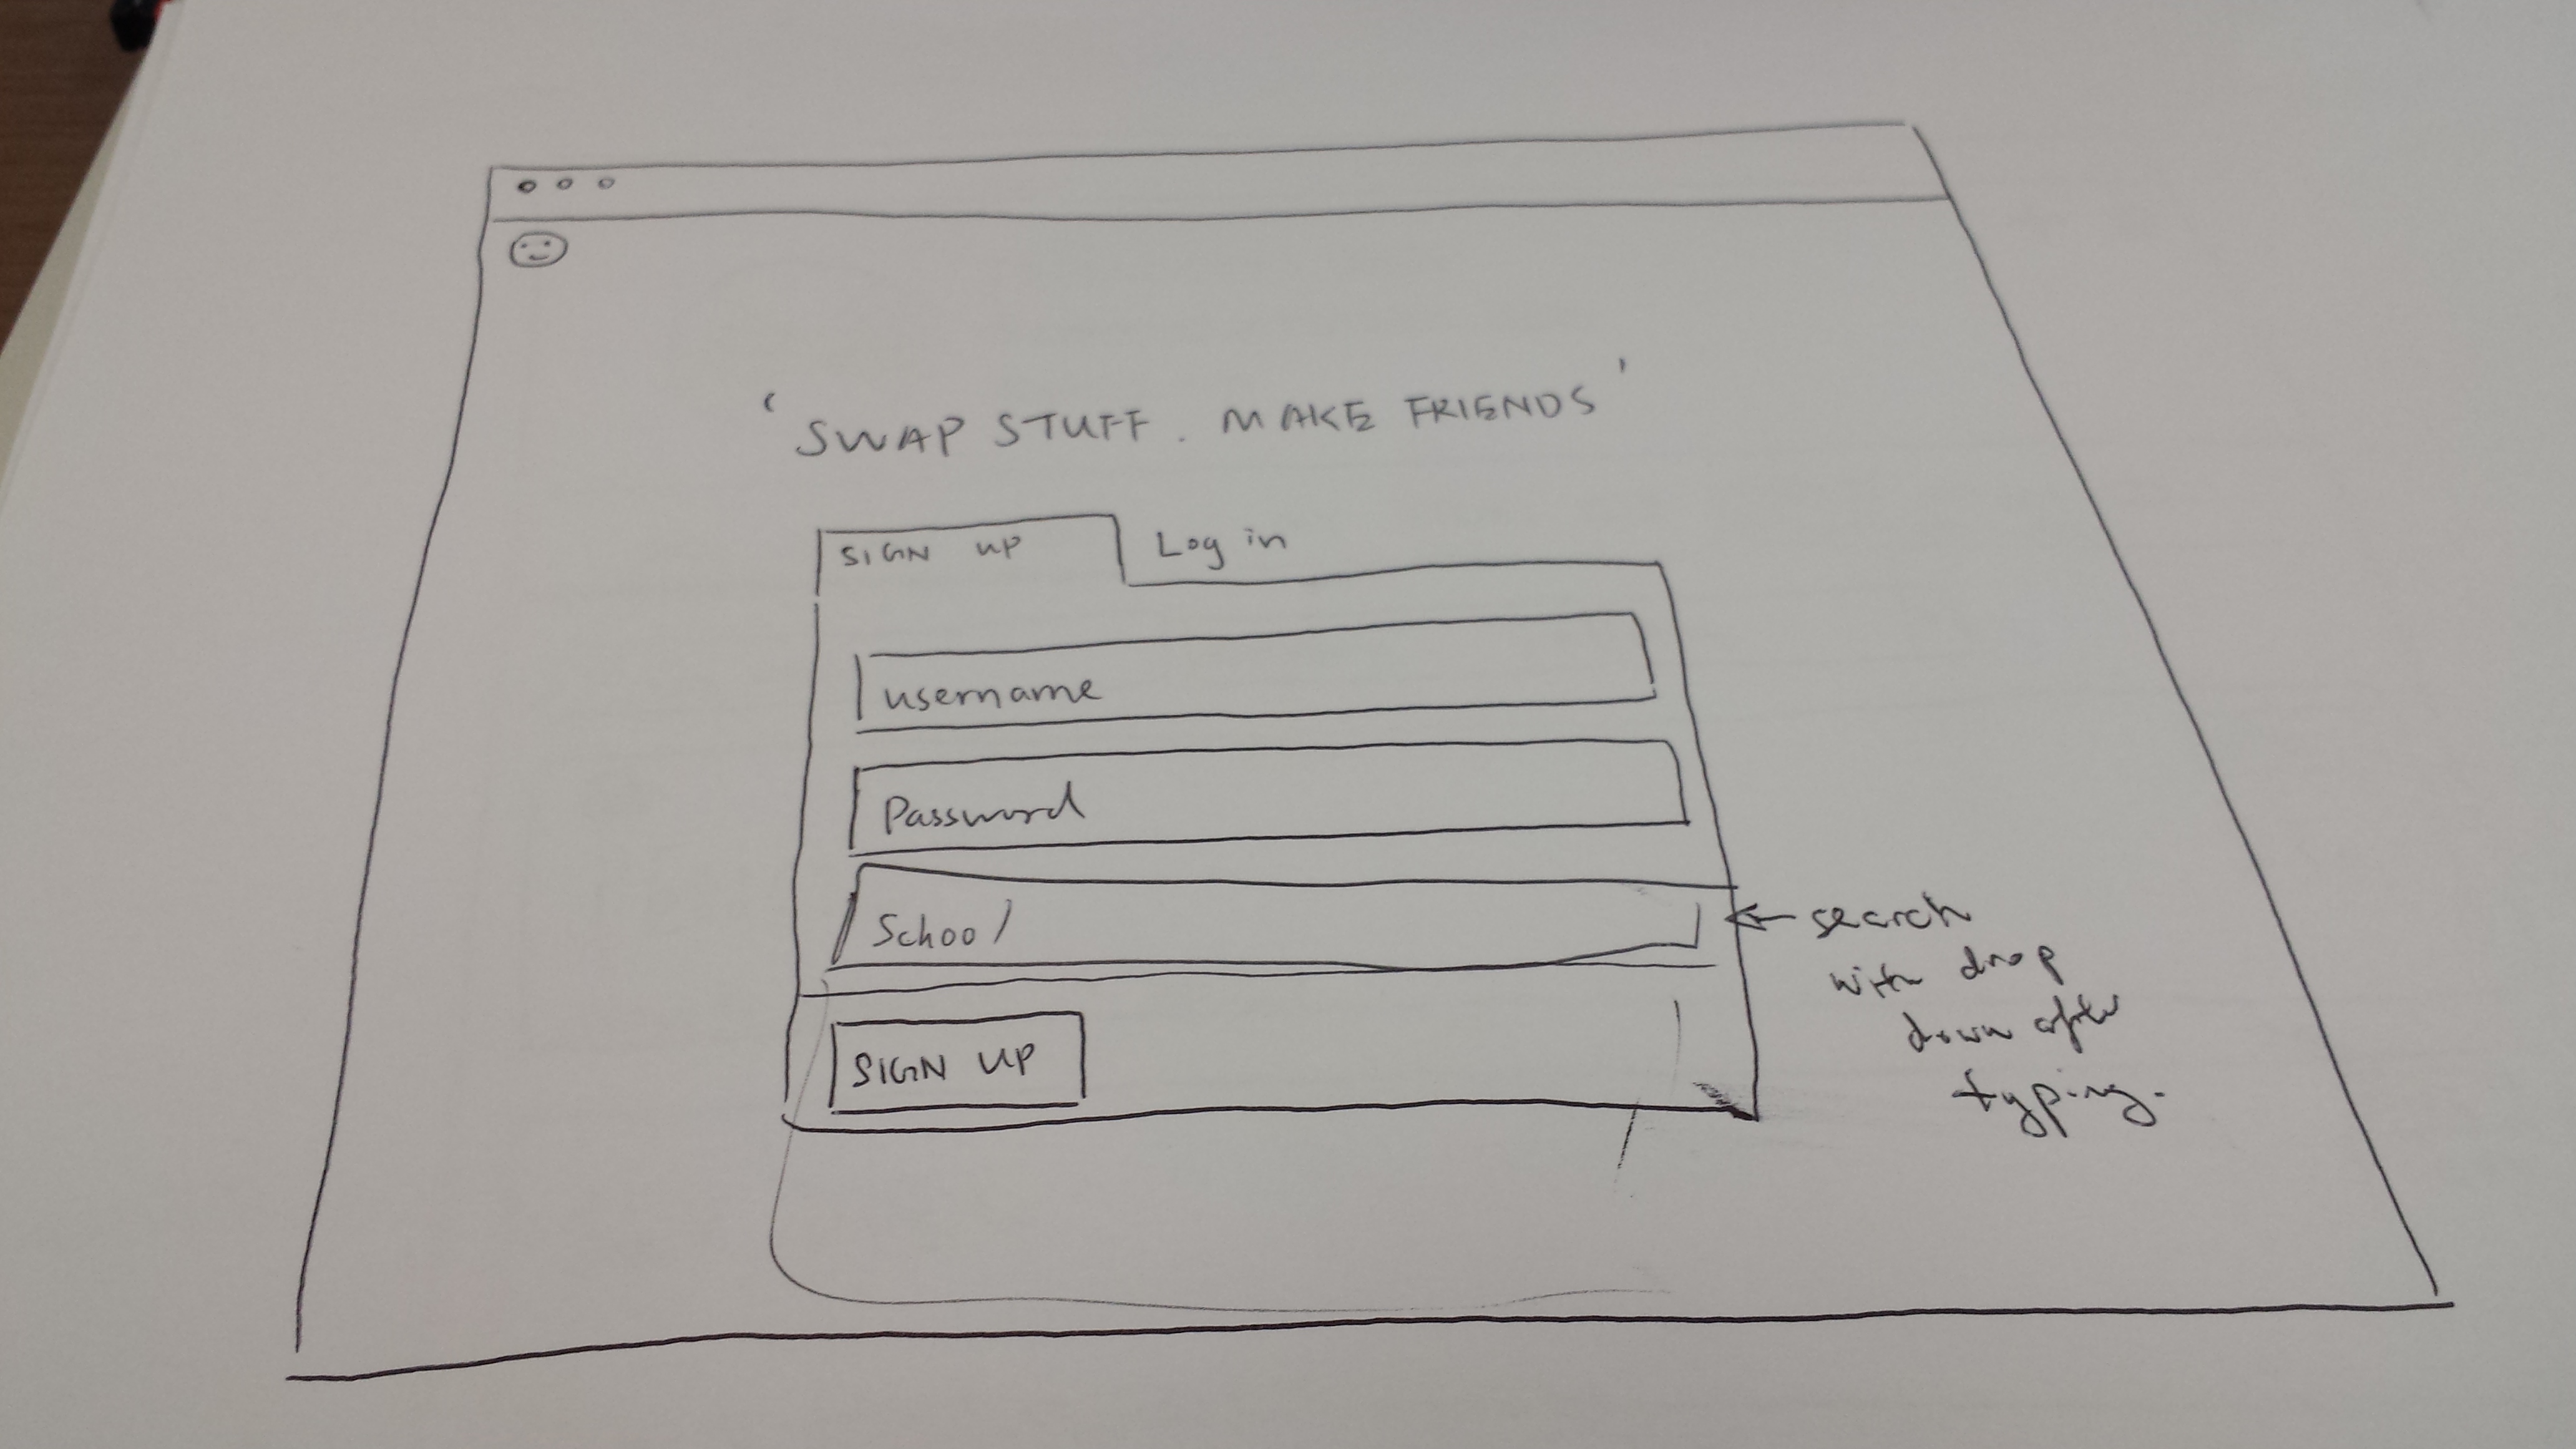 'SWAP STUFF. MAKE FRIENDS'
SIGN UP Log in
username
Password
School
search
with drop
down after
typing.
SIGN UP